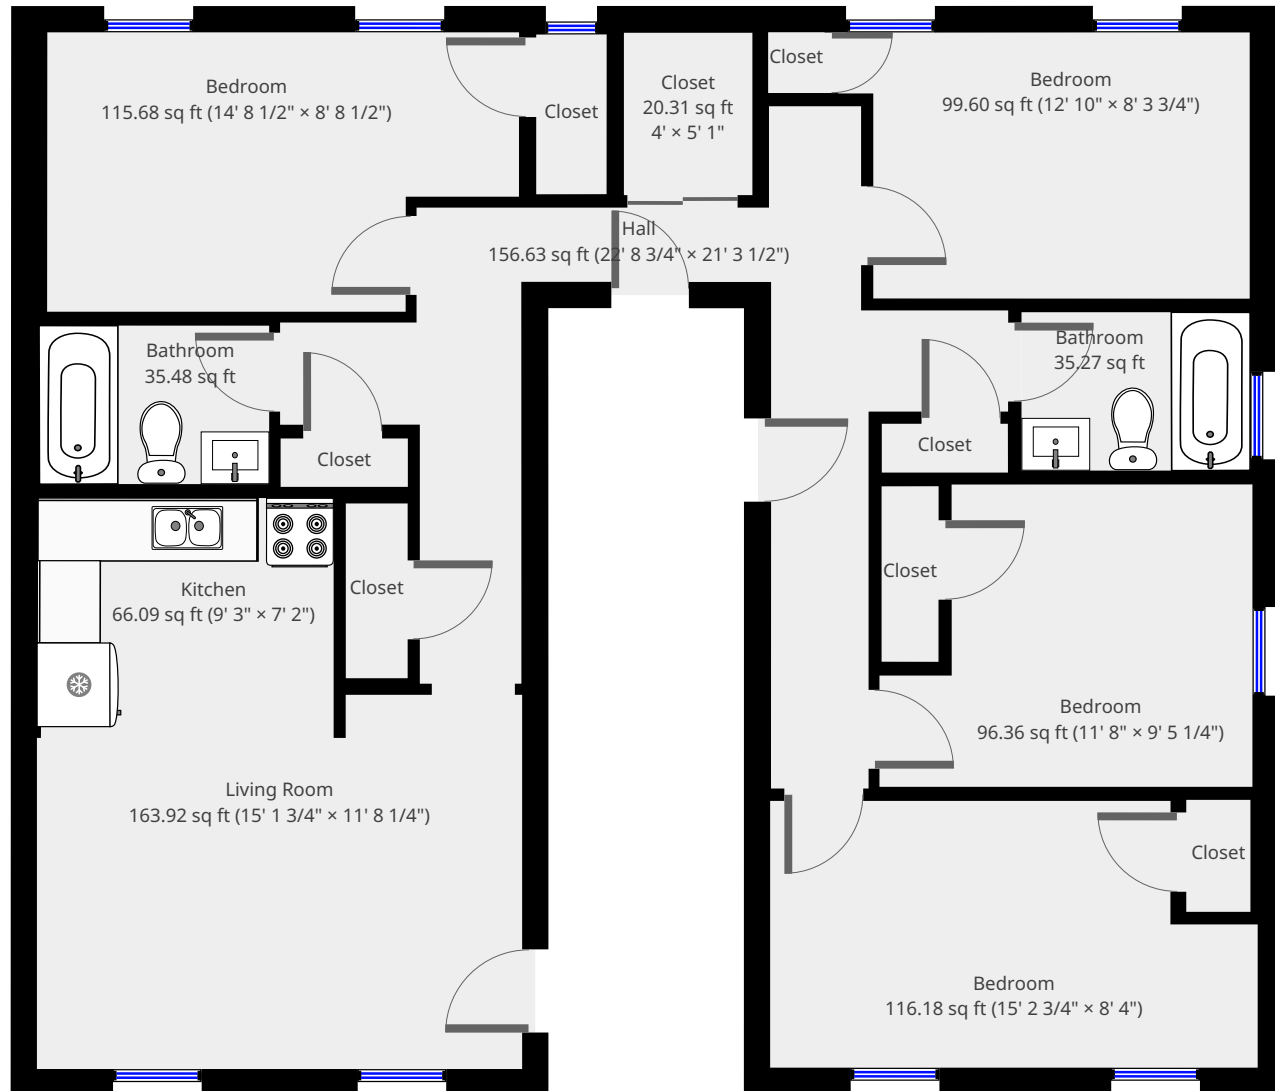 Bedroom
115.68 sq ft (14' 8 1/2" × 8' 8 1/2")
Closet
Closet
20.31 sq ft
4' × 5' 1"
Closet
Bedroom
99.60 sq ft (12' 10" × 8' 3 3/4")
Hall
156.63 sq ft (22' 8 3/4" × 21' 3 1/2")
Bathroom
35.48 sq ft
Closet
Bathroom
35.27 sq ft
Closet
Kitchen
66.09 sq ft (9' 3" × 7' 2")
Closet
Closet
Bedroom
96.36 sq ft (11' 8" × 9' 5 1/4")
Living Room
163.92 sq ft (15' 1 3/4" × 11' 8 1/4")
Closet
Bedroom
116.18 sq ft (15' 2 3/4" × 8' 4")